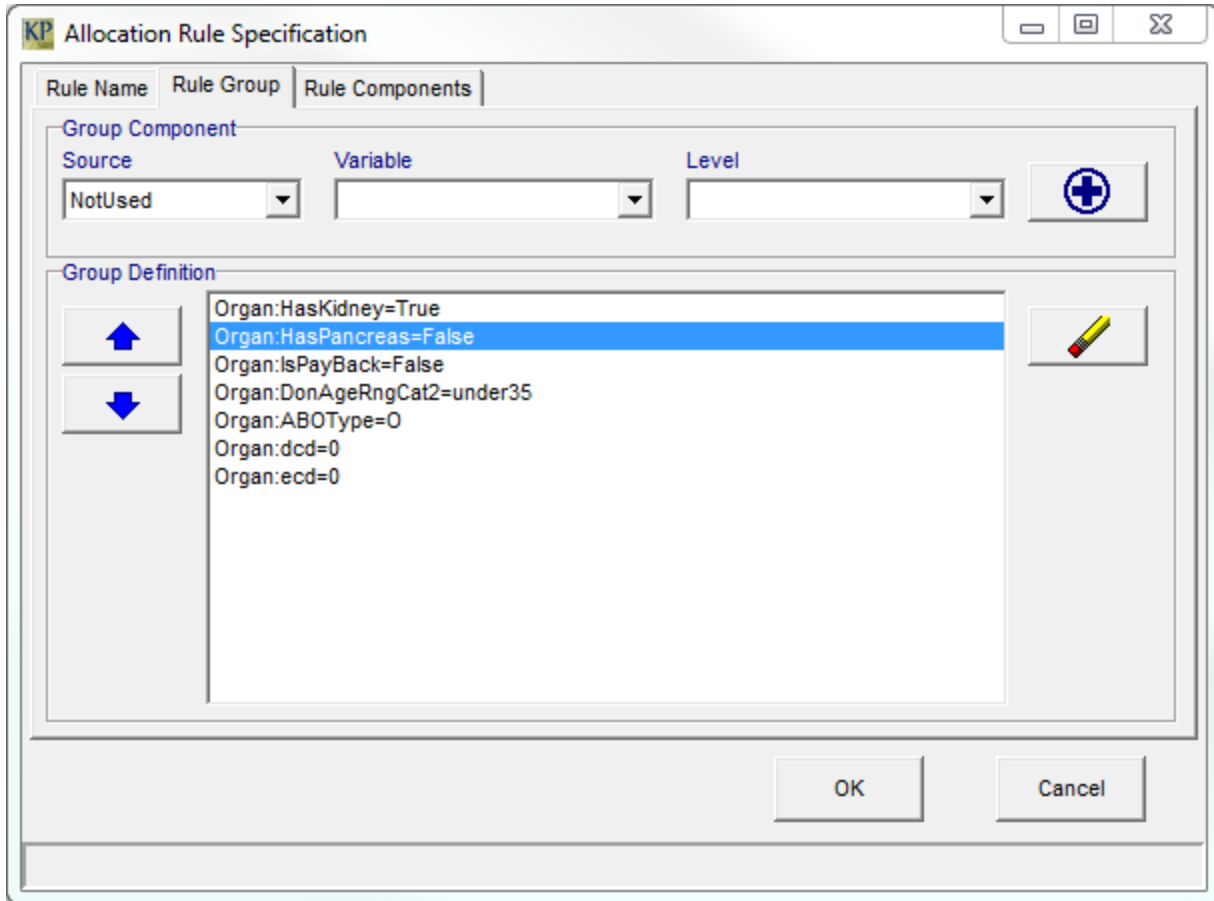 KP Allocation Rule Specification
Rule Name Rule Group Rule Components
Group Component
Source Variable Level
NotUsed
Group Definition
Organ:HasKidney=True
Organ:HasPancreas=False
Organ:IsPayBack=False
Organ:DonAgeRngCat2=under35
Organ:ABOType=O
Organ:dcd=0
Organ:ecd=0
OK Cancel